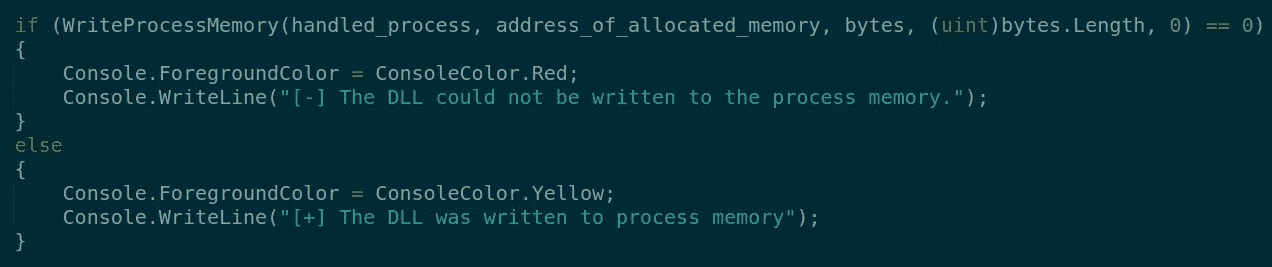 if (WriteProcessMemory(handled_process, address_of_allocated_memory, bytes, (uint)bytes.Length, 0) == 0)
{
    Console.ForegroundColor = ConsoleColor.Red;
    Console.WriteLine("[-] The DLL could not be written to the process memory.");
}
else
{
    Console.ForegroundColor = ConsoleColor.Yellow;
    Console.WriteLine("[+] The DLL was written to process memory");
}